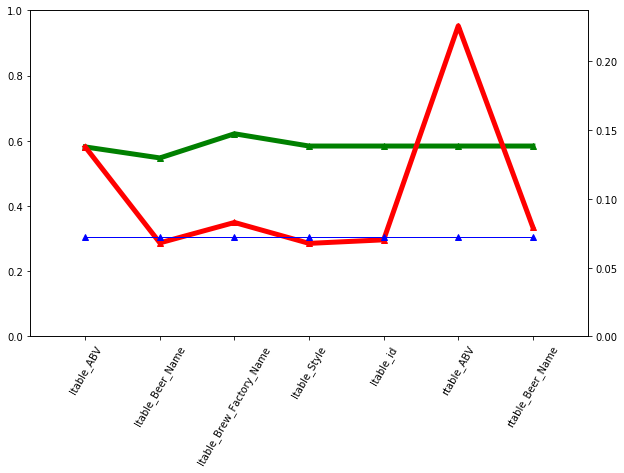 1.0
0.8
0.6
0.4
0.2
0.0
0.20
0.15
0.10
0.05
0.00
ltable_ABV
ltable_Beer_Name
ltable_Brew_Factory_Name
ltable_Style
ltable_id
rtable_ABV
rtable_Beer_Name